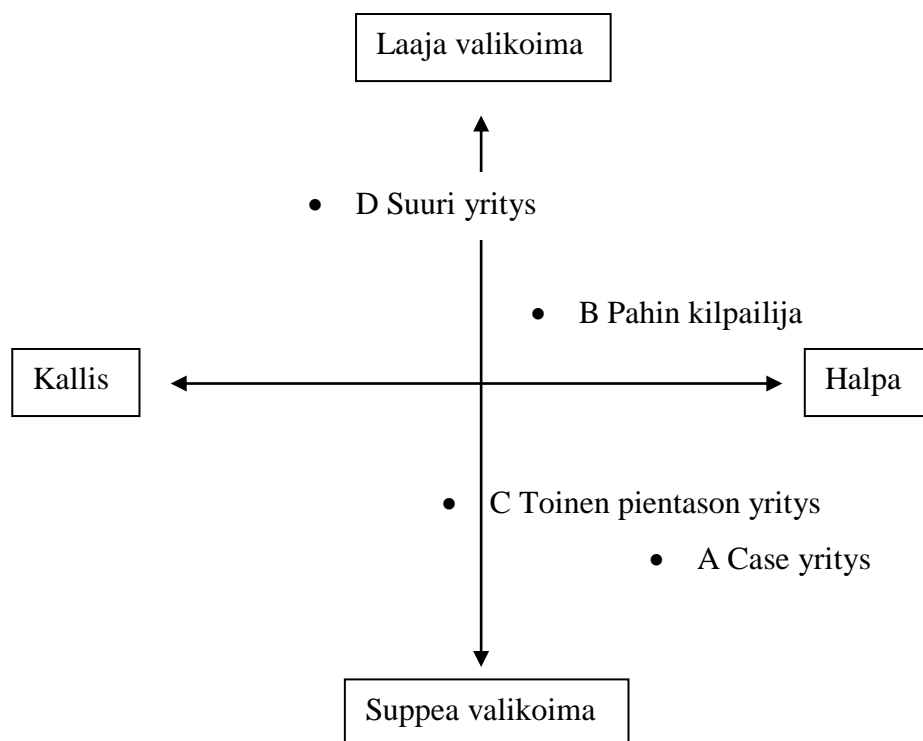 Laaja valikoima
• D Suuri yritys
• B Pahin kilpailija
Kallis
Halpa
• C Toinen pientason yritys
• A Case yritys
Suppea valikoima